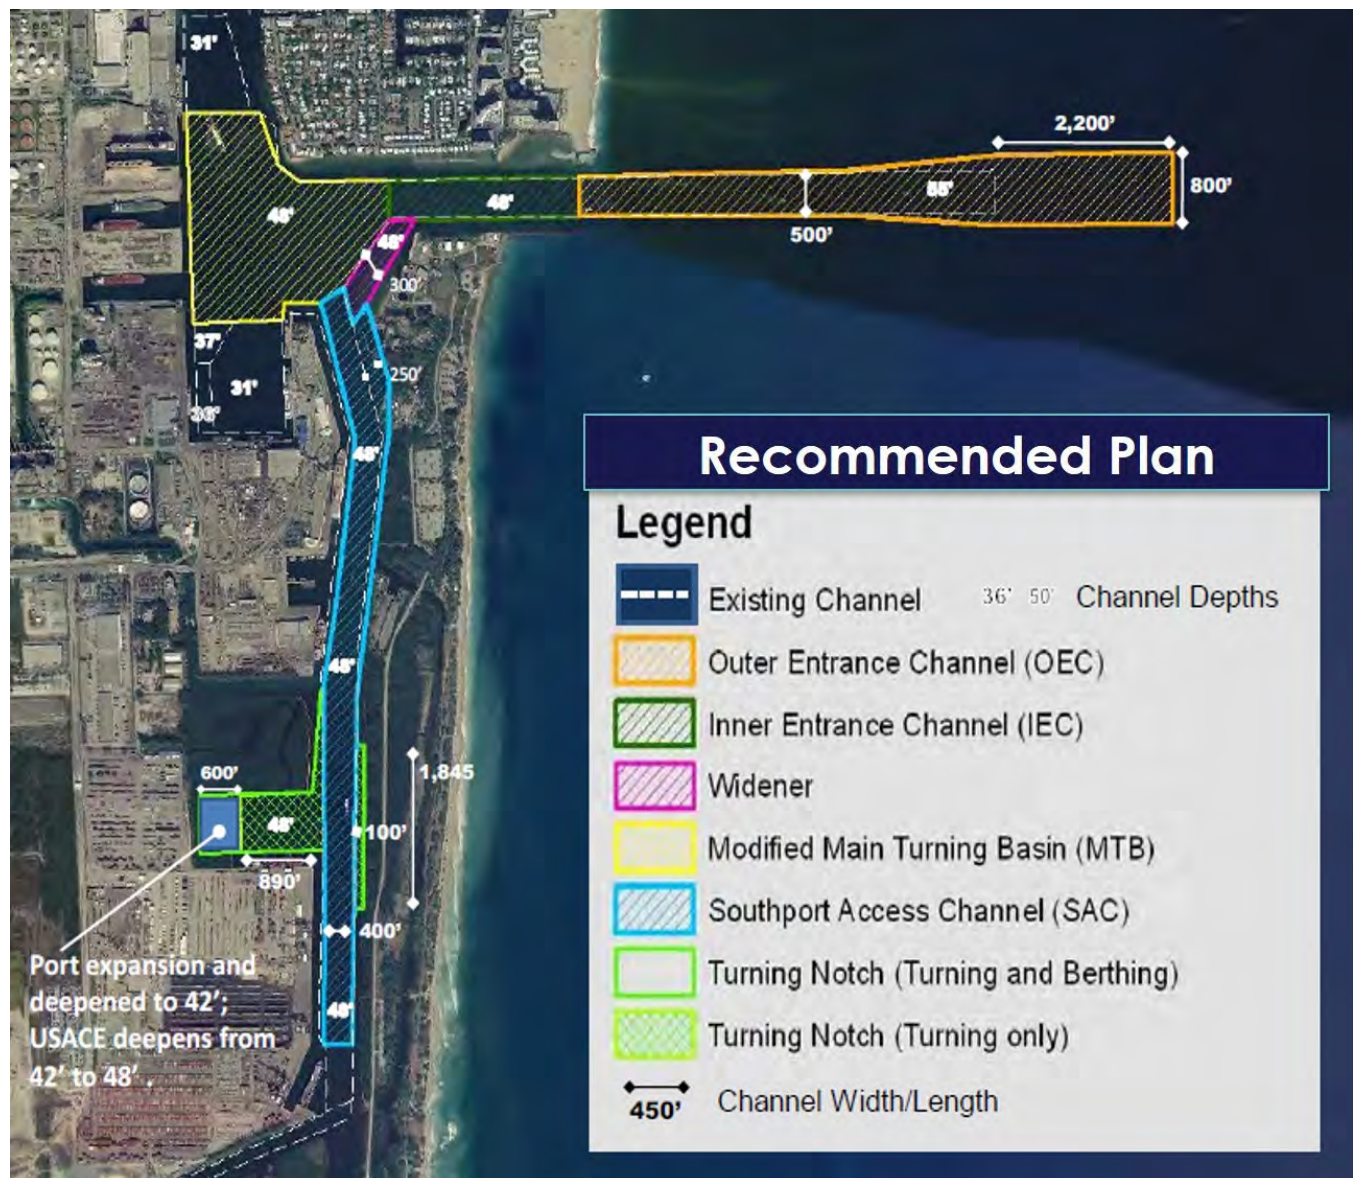 31'
2,200'
800'
48'
48'
55'
500'
48'
300'
37'
31'
36'
250'
48'
Recommended Plan
Legend
Existing Channel 36' 50' Channel Depths
Outer Entrance Channel (OEC)
Inner Entrance Channel (IEC)
Widener
Modified Main Turning Basin (MTB)
Southport Access Channel (SAC)
Turning Notch (Turning and Berthing)
Turning Notch (Turning only)
450' Channel Width/Length
48'
600'
1,845
48'
100'
890'
400'
Port expansion and
deepened to 42';
USACE deepens from
42' to 48'.
48'